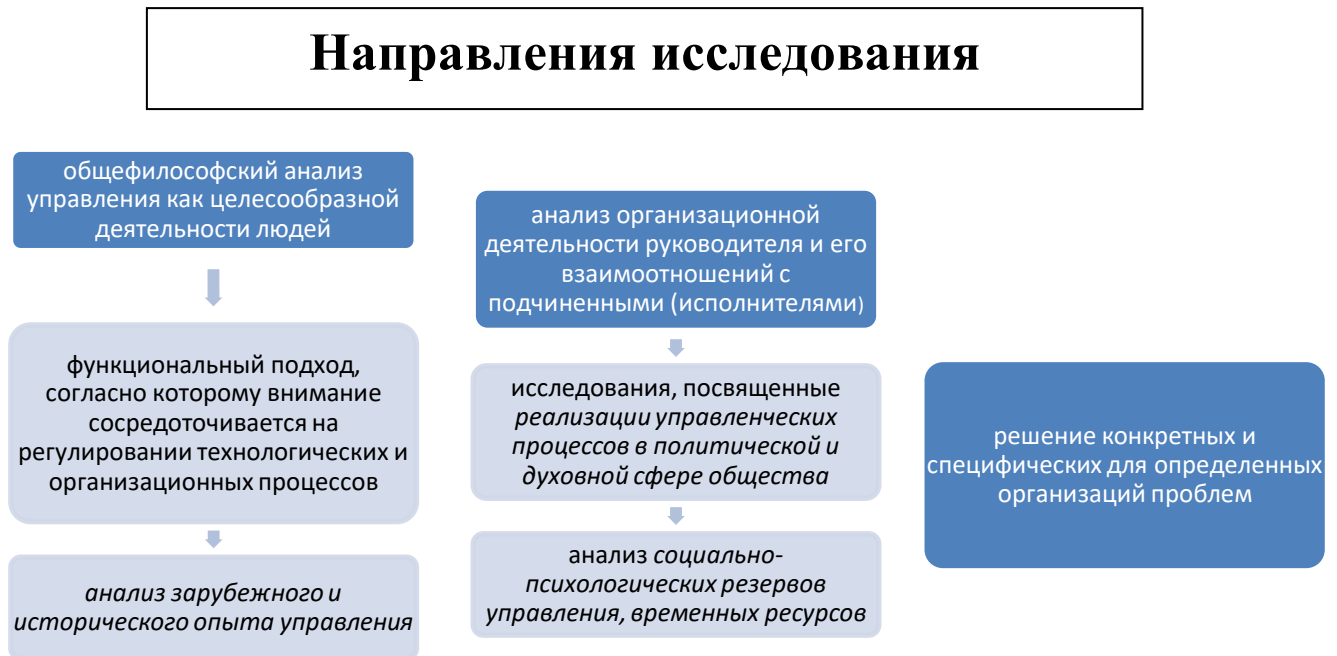 Направления исследования
общефилософский анализ
управления как целесообразной
деятельности людей
функциональный подход,
согласно которому внимание
сосредоточивается на
регулировании технологических и
организационных процессов
анализ зарубежного и
исторического опыта управления
анализ организационной
деятельности руководителя и его
взаимоотношений с
подчиненными (исполнителями)
исследования, посвященные
реализации управленческих
процессов в политической и
духовной сфере общества
анализ социально-
психологических резервов
управления, временных ресурсов
решение конкретных и
специфических для определенных
организаций проблем